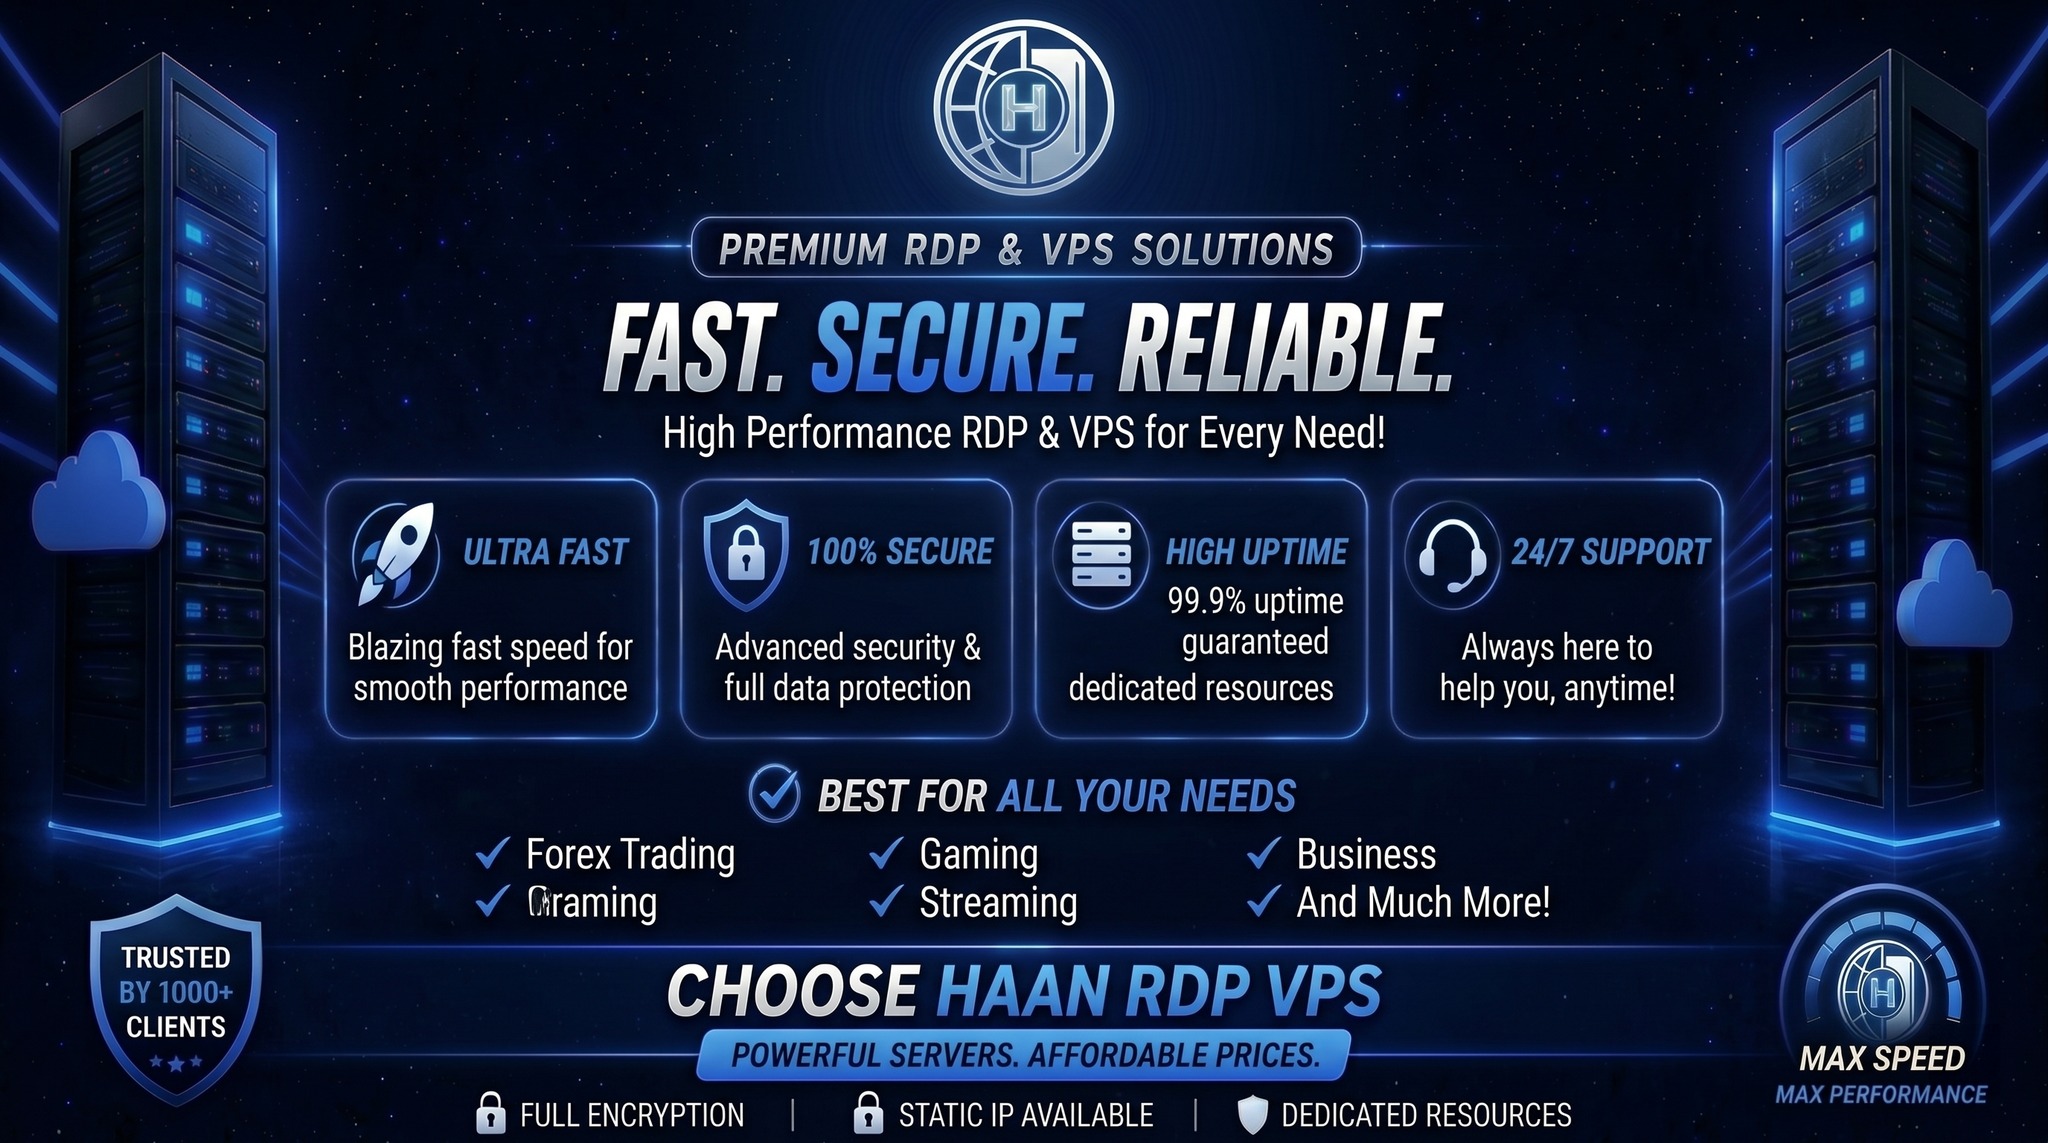 H
PREMIUM RDP & VPS SOLUTIONS
FAST. SECURE. RELIABLE.
High Performance RDP & VPS for Every Need!
ULTRA FAST
Blazing fast speed for
smooth performance
100% SECURE
Advanced security &
full data protection
HIGH UPTIME
99.9% uptime
guaranteed
dedicated resources
24/7 SUPPORT
Always here to
help you, anytime!
BEST FOR ALL YOUR NEEDS
Forex Trading
Gaming
Business
Streaming
And Much More!
TRUSTED
BY 1000+
CLIENTS
CHOOSE HAAN RDP VPS
POWERFUL SERVERS. AFFORDABLE PRICES.
H
MAX SPEED
MAX PERFORMANCE
FULL ENCRYPTION | STATIC IP AVAILABLE | DEDICATED RESOURCES